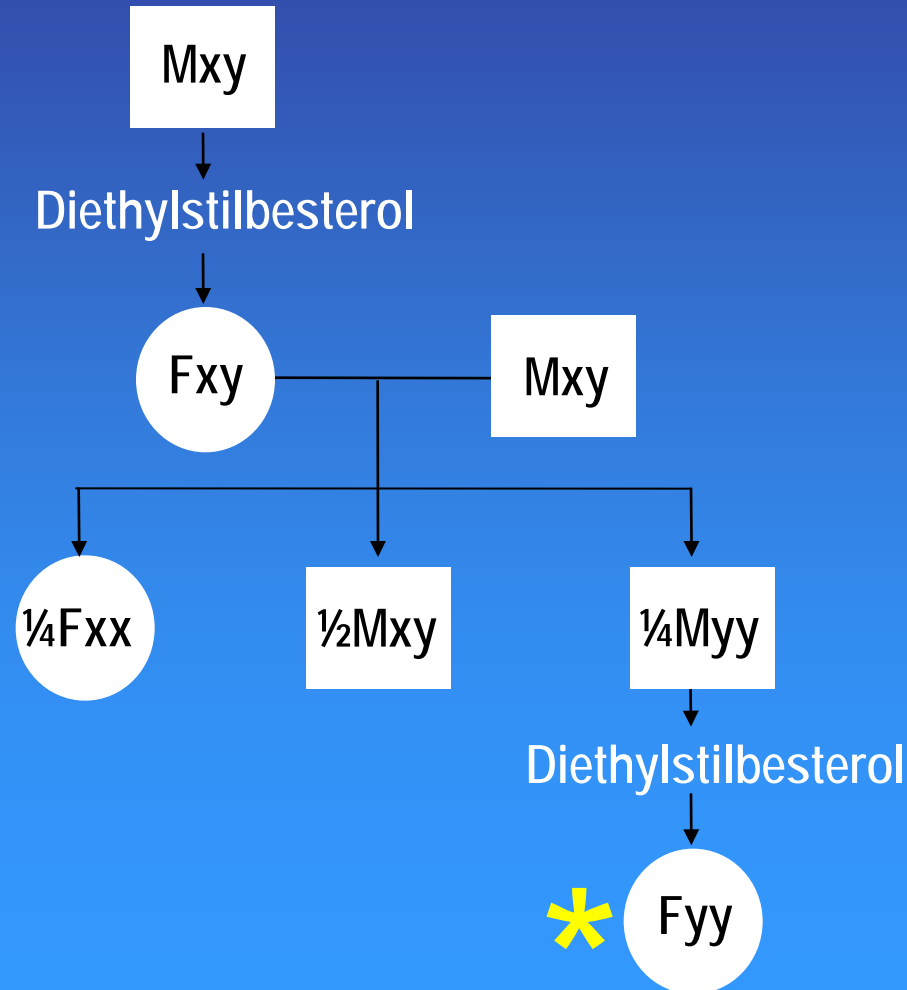 Mxy
Diethylstilbesterol
Fxy
Mxy
¼Fxx
½Mxy
¼Myy
Diethylstilbesterol
* Fyy